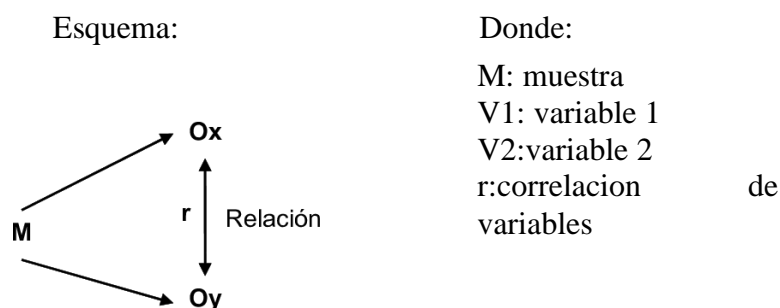 Esquema:
Donde:
M: muestra
V1: variable 1
V2:variable 2
r:correlacion de
variables
Ox
r Relación
M
Oy